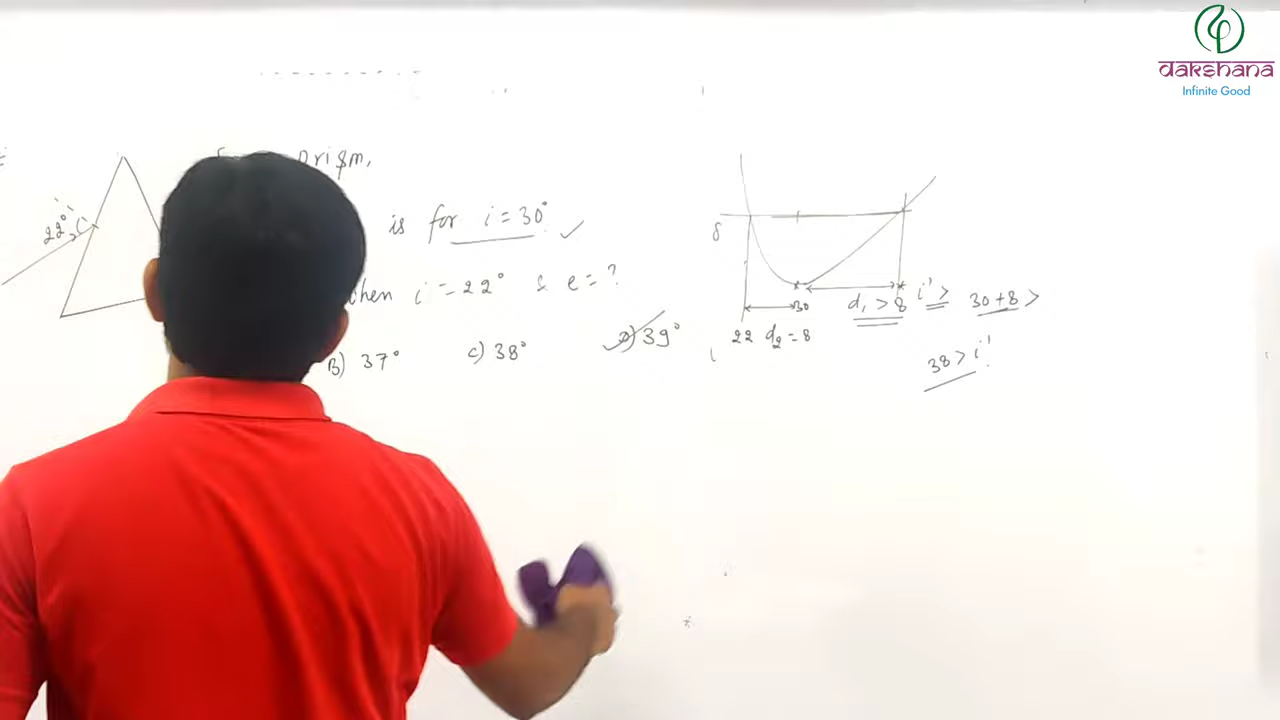 dakshana
Infinite Good
prism,
is for i = 30°
22° i
when i = 22° & e = ?
B) 37° C) 38° D) 39°
δ
30
d₁ > 8 i' > 30+8 >
22 d₂ = 8
38 > i'